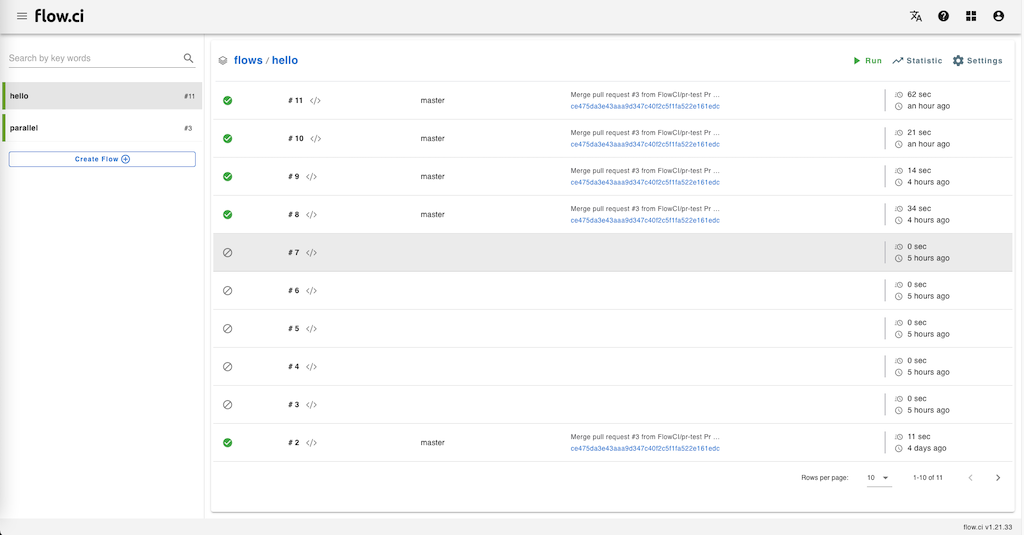 flow.ci
Search by key words
hello #11
parallel #3
Create Flow
flows / hello
Run Statistic Settings
# 11 </> master Merge pull request #3 from FlowCI/pr-test Pr ... 62 sec
ce475da3e43aaa9d347c40f2c5f1fa522e161edc an hour ago
# 10 </> master Merge pull request #3 from FlowCI/pr-test Pr ... 21 sec
ce475da3e43aaa9d347c40f2c5f1fa522e161edc an hour ago
# 9 </> master Merge pull request #3 from FlowCI/pr-test Pr ... 14 sec
ce475da3e43aaa9d347c40f2c5f1fa522e161edc 4 hours ago
# 8 </> master Merge pull request #3 from FlowCI/pr-test Pr ... 34 sec
ce475da3e43aaa9d347c40f2c5f1fa522e161edc 4 hours ago
# 7 </> 0 sec
5 hours ago
# 6 </> 0 sec
5 hours ago
# 5 </> 0 sec
5 hours ago
# 4 </> 0 sec
5 hours ago
# 3 </> 0 sec
5 hours ago
# 2 </> master Merge pull request #3 from FlowCI/pr-test Pr ... 11 sec
ce475da3e43aaa9d347c40f2c5f1fa522e161edc 4 days ago
Rows per page: 10 1-10 of 11
flow.ci v1.21.33